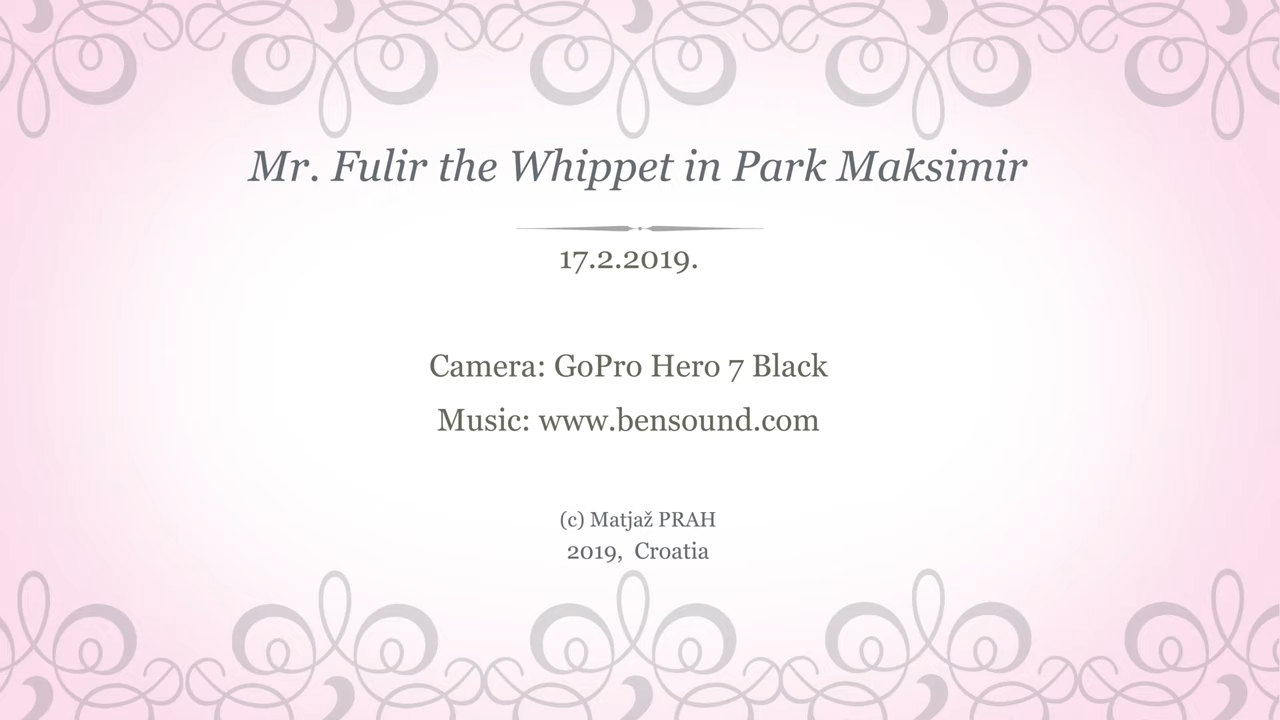 Mr. Fulir the Whippet in Park Maksimir
17.2.2019.
Camera: GoPro Hero 7 Black
Music: www.bensound.com
(c) Matjaž PRAH
2019,  Croatia